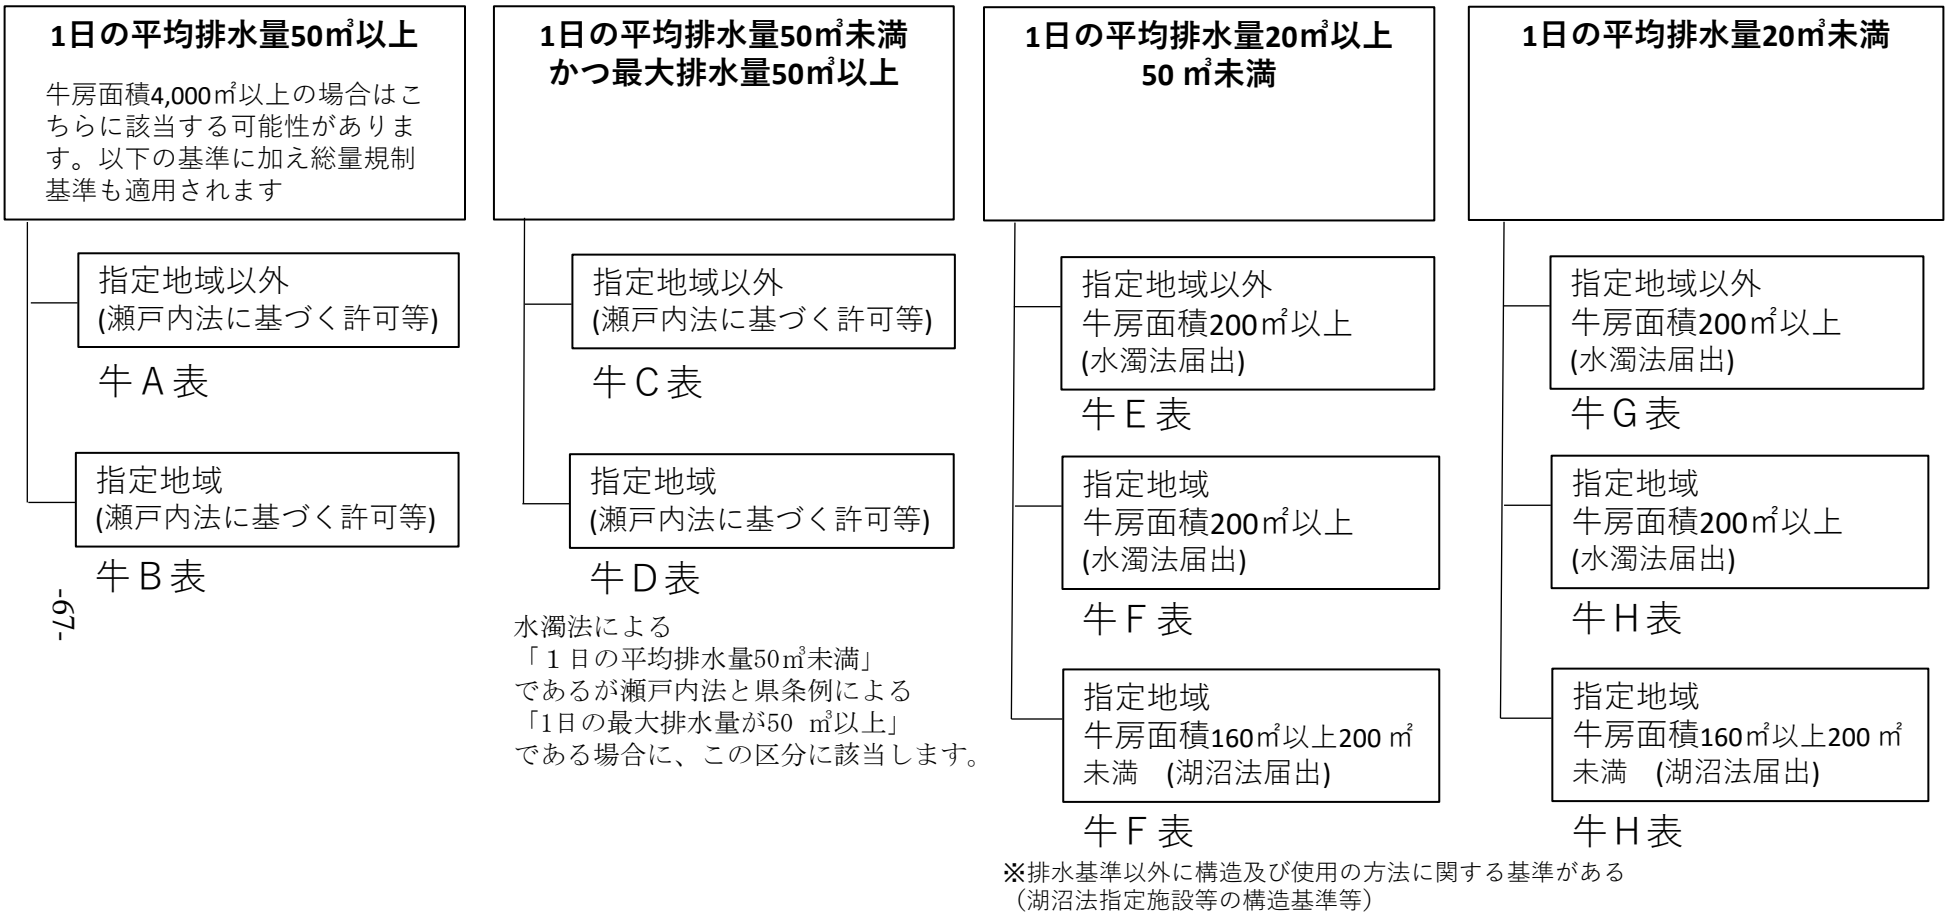 1日の平均排水量50㎥以上
牛房面積4,000㎡以上の場合はこ
ちらに該当する可能性がありま
す。以下の基準に加え総量規制
基準も適用されます
指定地域以外
(瀬戸内法に基づく許可等)
牛Ａ表
指定地域
(瀬戸内法に基づく許可等)
牛Ｂ表
-67-
1日の平均排水量50㎥未満
かつ最大排水量50㎥以上
指定地域以外
(瀬戸内法に基づく許可等)
牛Ｃ表
指定地域
(瀬戸内法に基づく許可等)
牛Ｄ表
水濁法による
「１日の平均排水量50㎥未満」
であるが瀬戸内法と県条例による
「1日の最大排水量が50 ㎥以上」
である場合に、この区分に該当します。
1日の平均排水量20㎥以上
50 ㎥未満
指定地域以外
牛房面積200㎡以上
(水濁法届出)
牛Ｅ表
指定地域
牛房面積200㎡以上
(水濁法届出)
牛Ｆ表
指定地域
牛房面積160㎡以上200 ㎡
未満　(湖沼法届出)
牛Ｆ表
1日の平均排水量20㎥未満
指定地域以外
牛房面積200㎡以上
(水濁法届出)
牛Ｇ表
指定地域
牛房面積200㎡以上
(水濁法届出)
牛Ｈ表
指定地域
牛房面積160㎡以上200 ㎡
未満　(湖沼法届出)
牛Ｈ表
※排水基準以外に構造及び使用の方法に関する基準がある
（湖沼法指定施設等の構造基準等）